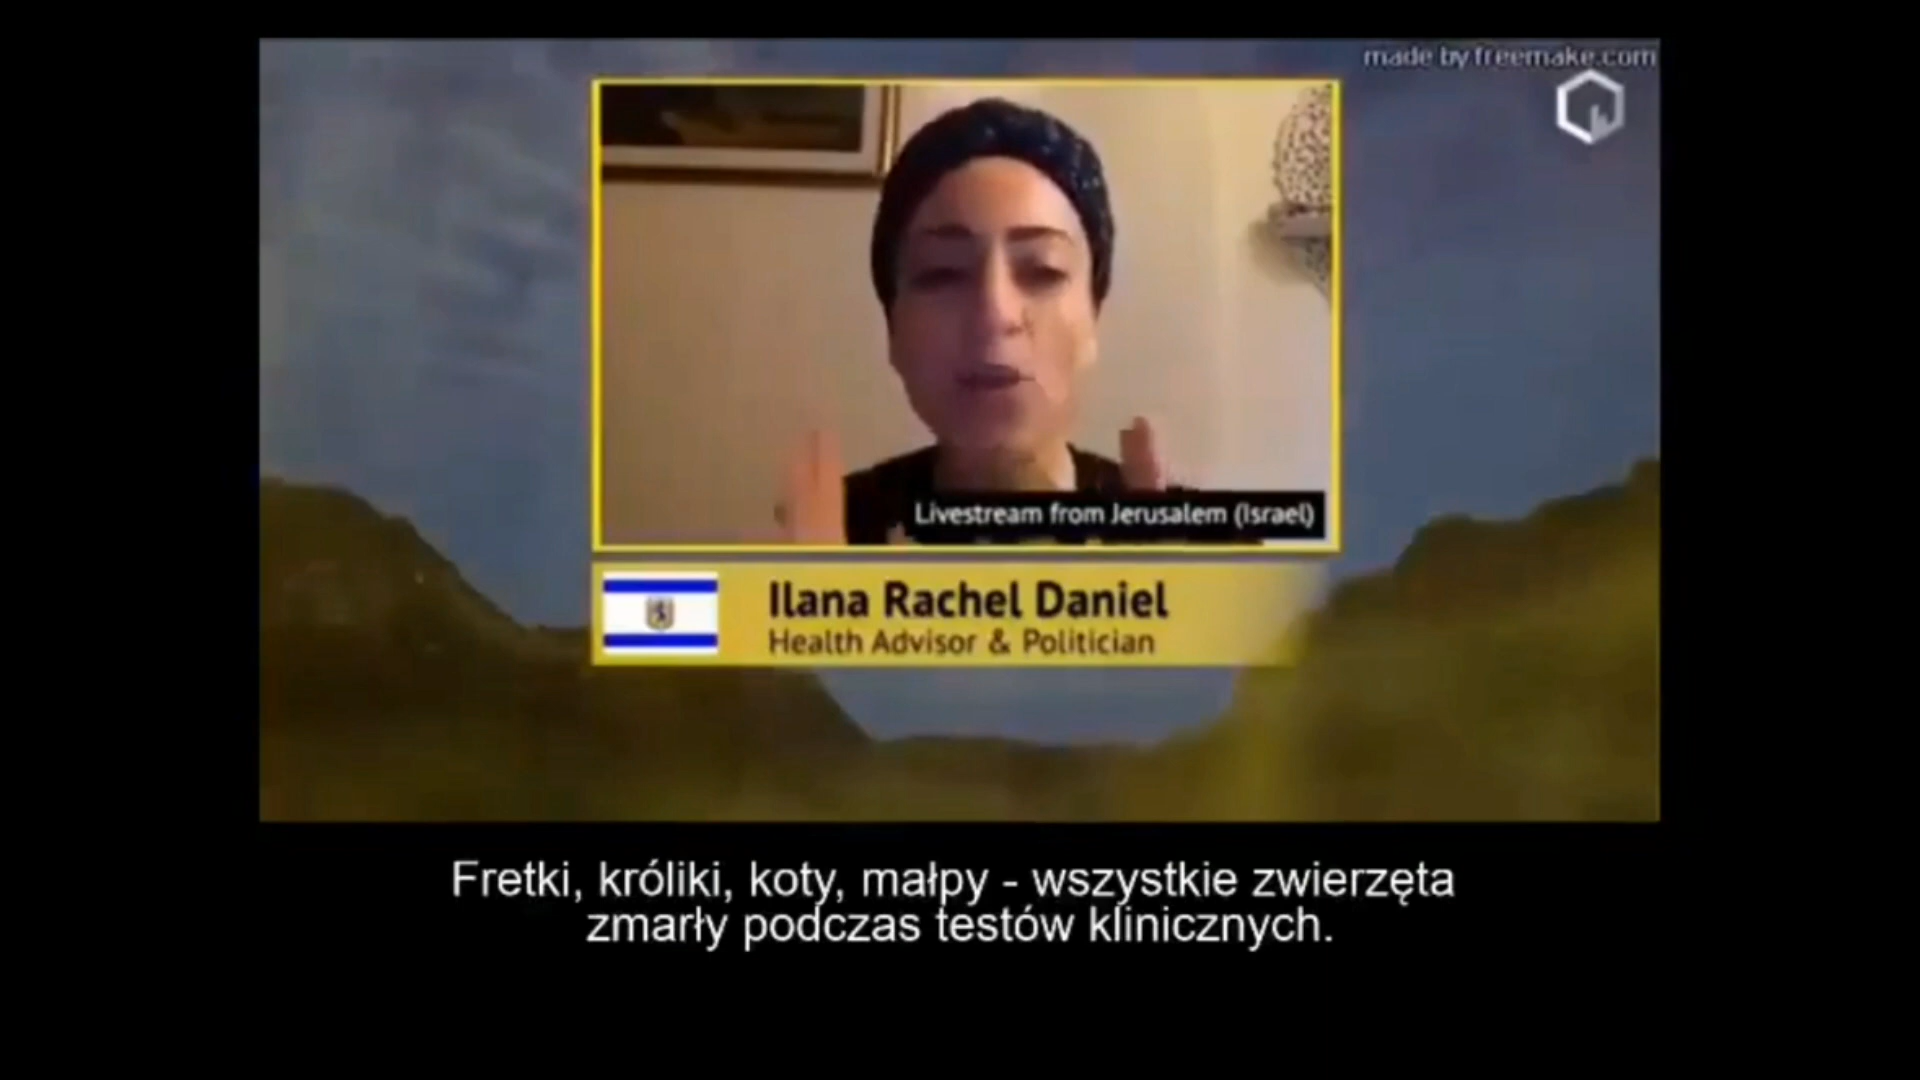 made by freemake.com
Livestream from Jerusalem (Israel)
Ilana Rachel Daniel
Health Advisor & Politician
Fretki, króliki, koty, małpy - wszystkie zwierzęta
zmarły podczas testów klinicznych.